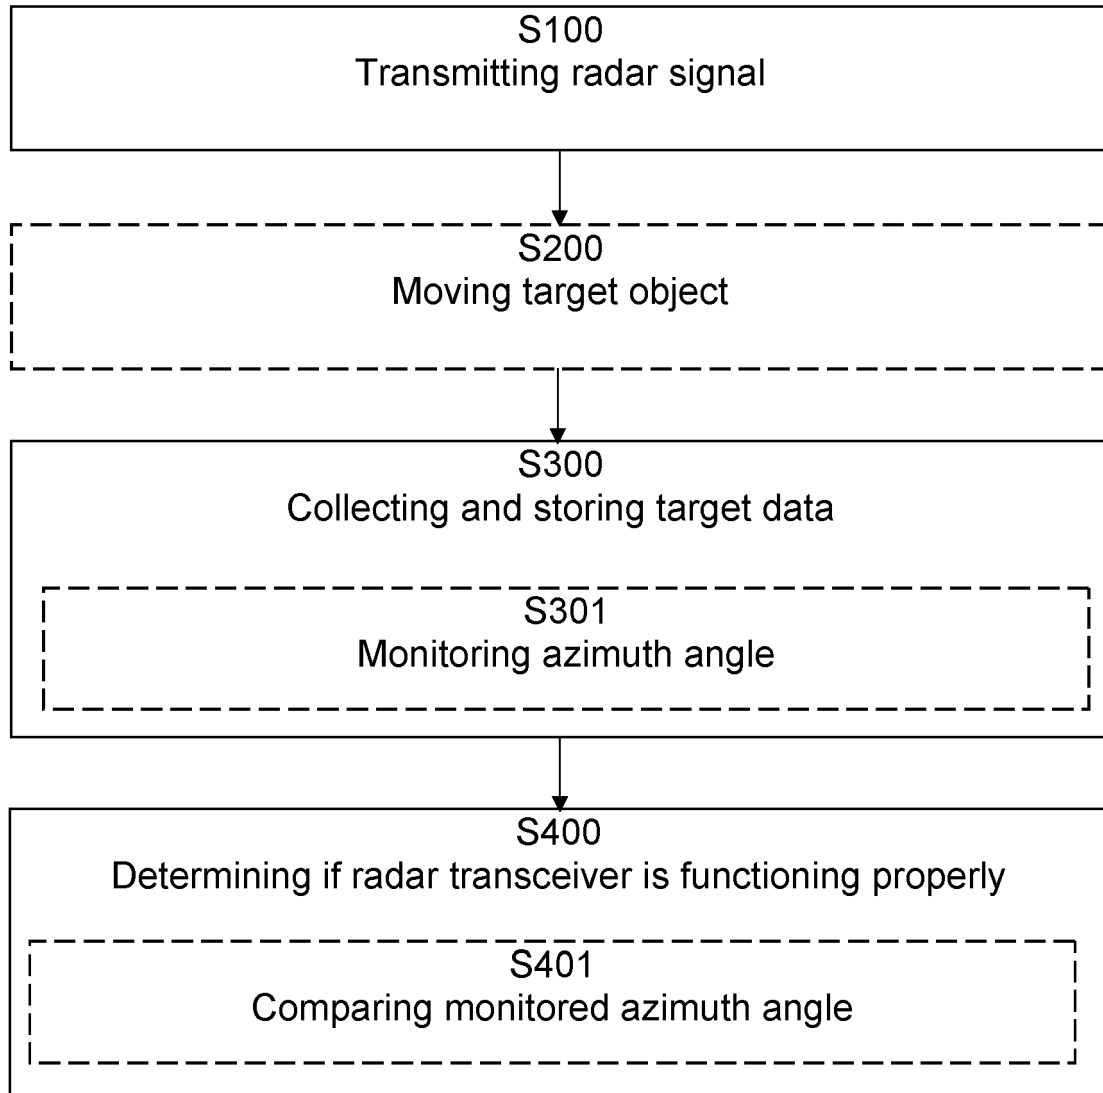 S100
Transmitting radar signal
S200
Moving target object
S300
Collecting and storing target data
S301
Monitoring azimuth angle
S400
Determining if radar transceiver is functioning properly
S401
Comparing monitored azimuth angle